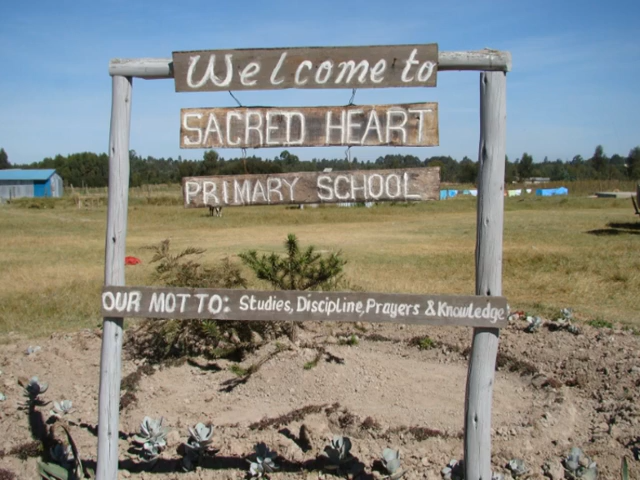 Welcome to
SACRED HEART
PRIMARY SCHOOL
OUR MOTTO: Studies, Discipline, Prayers & Knowledge